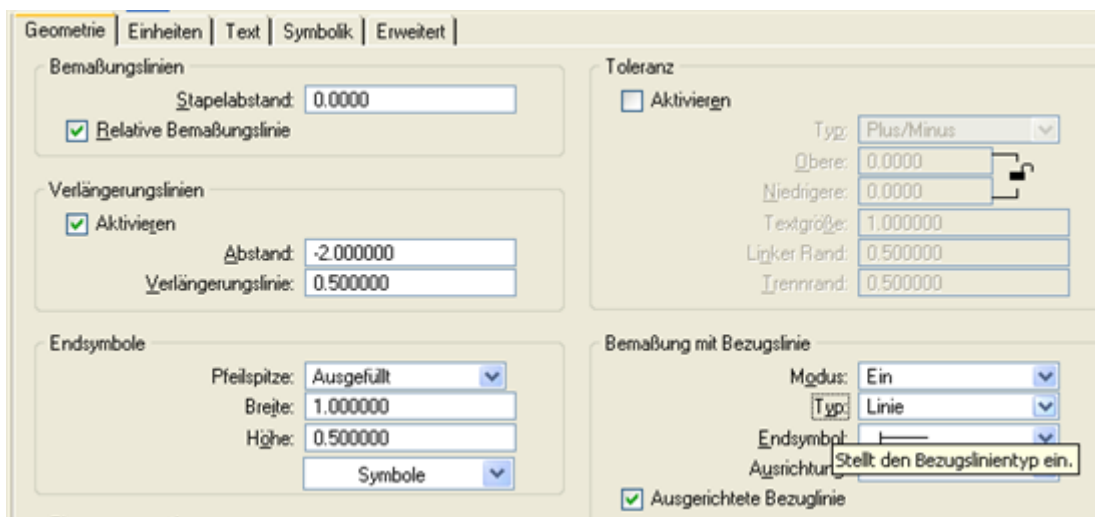 Geometrie Einheiten Text Symbolik Erweitert
Bemaßungslinien
Stapelabstand: 0.0000
Relative Bemaßungslinie
Verlängerungslinien
Aktivieren
Abstand: -2.000000
Verlängerungslinie: 0.500000
Endsymbole
Pfeilspitze: Ausgefüllt
Breite: 1.000000
Höhe: 0.500000
Symbole
Toleranz
Aktivieren
Typ: Plus/Minus
Obere: 0.0000
Niedrigere: 0.0000
Textgröße: 1.000000
Linker Rand: 0.500000
Trennrand: 0.500000
Bemaßung mit Bezugslinie
Modus: Ein
Typ: Linie
Endsymbol:
Ausrichtung
Stellt den Bezugslinientyp ein.
Ausgerichtete Bezuglinie